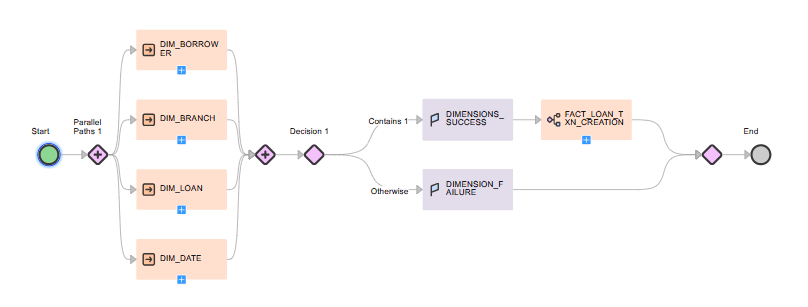 Start
Parallel
Paths 1
DIM_BORROW
ER
DIM_BRANCH
DIM_LOAN
DIM_DATE
Decision 1
Contains 1
Otherwise
DIMENSIONS_
SUCCESS
FACT_LOAN_T
XN_CREATION
DIMENSION_F
AILURE
End